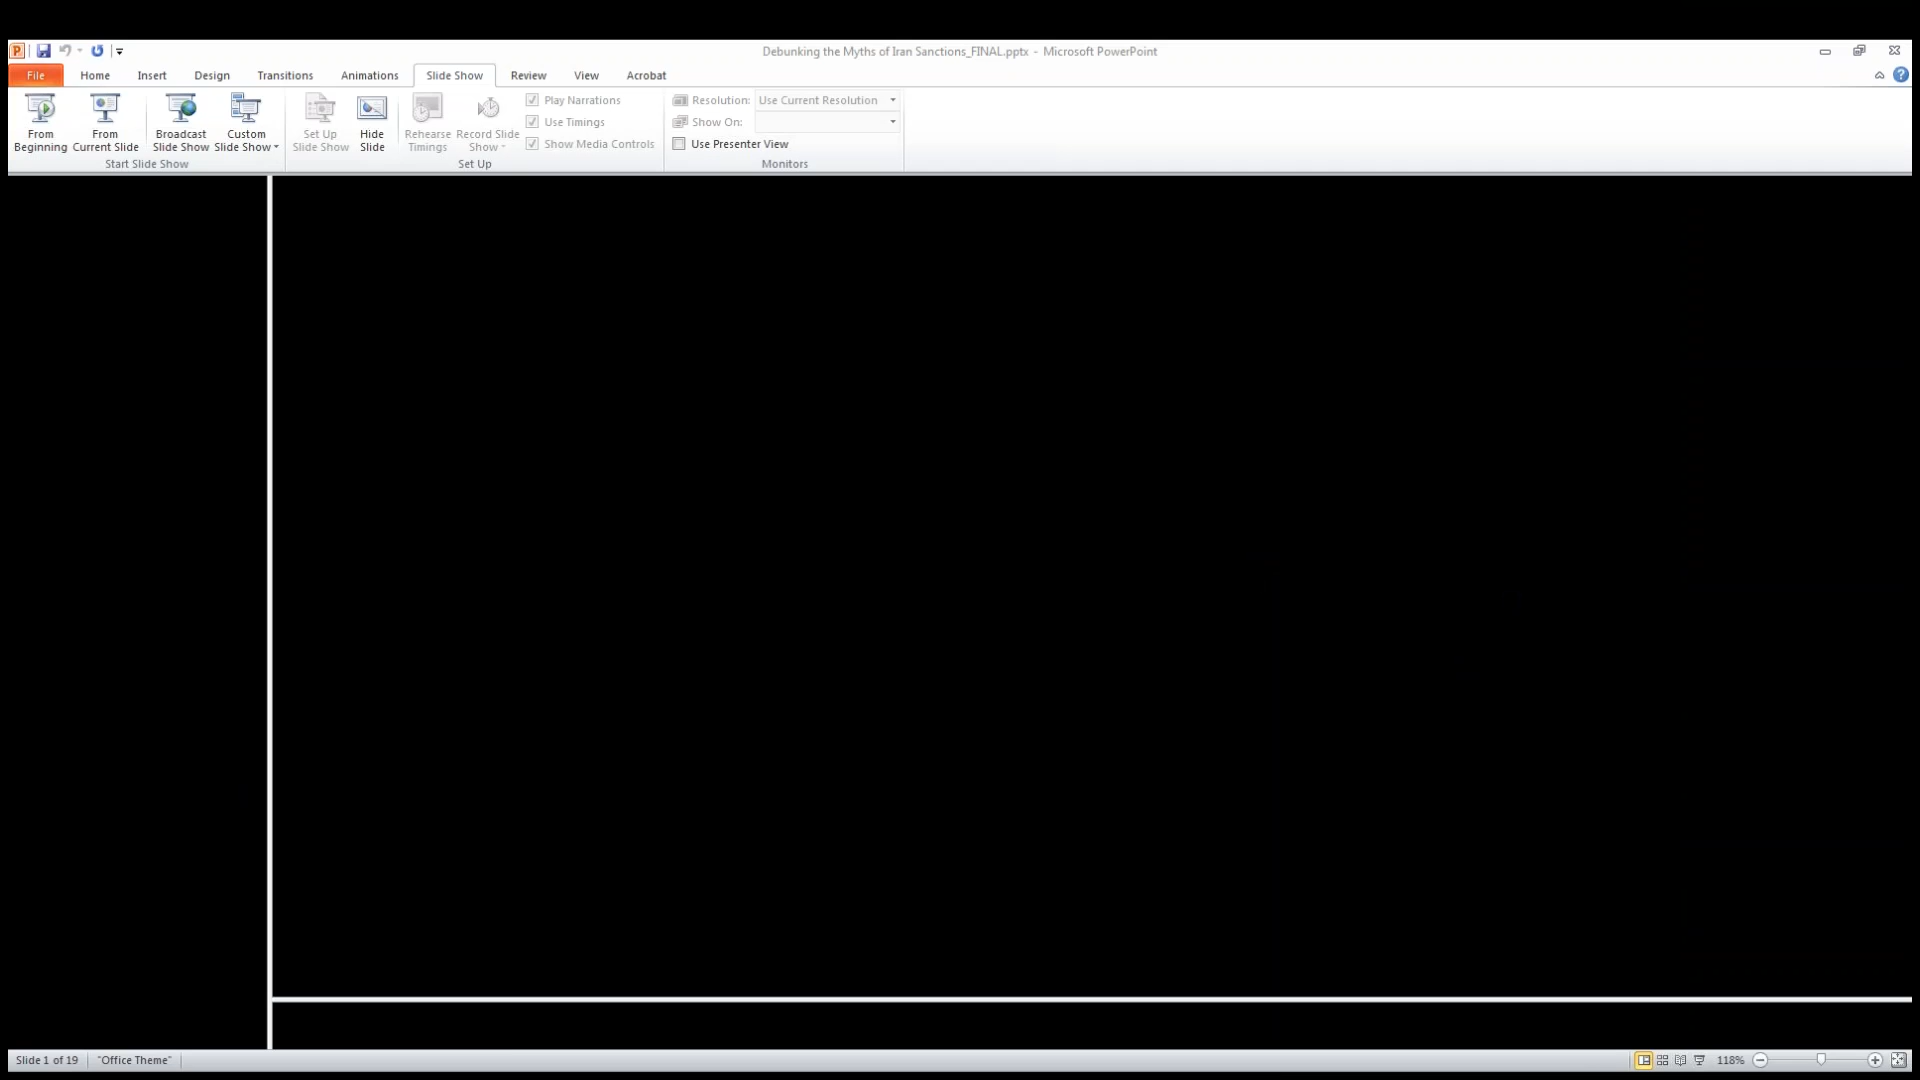 Debunking the Myths of Iran Sanctions_FINAL.pptx - Microsoft PowerPoint
File Home Insert Design Transitions Animations Slide Show Review View Acrobat
From Beginning
From Current Slide
Broadcast Slide Show
Custom Slide Show
Start Slide Show
Set Up Slide Show
Hide Slide
Rehearse Timings
Record Slide Show
Play Narrations
Use Timings
Show Media Controls
Set Up
Resolution: Use Current Resolution
Show On:
Use Presenter View
Monitors
Slide 1 of 19 "Office Theme" 118%